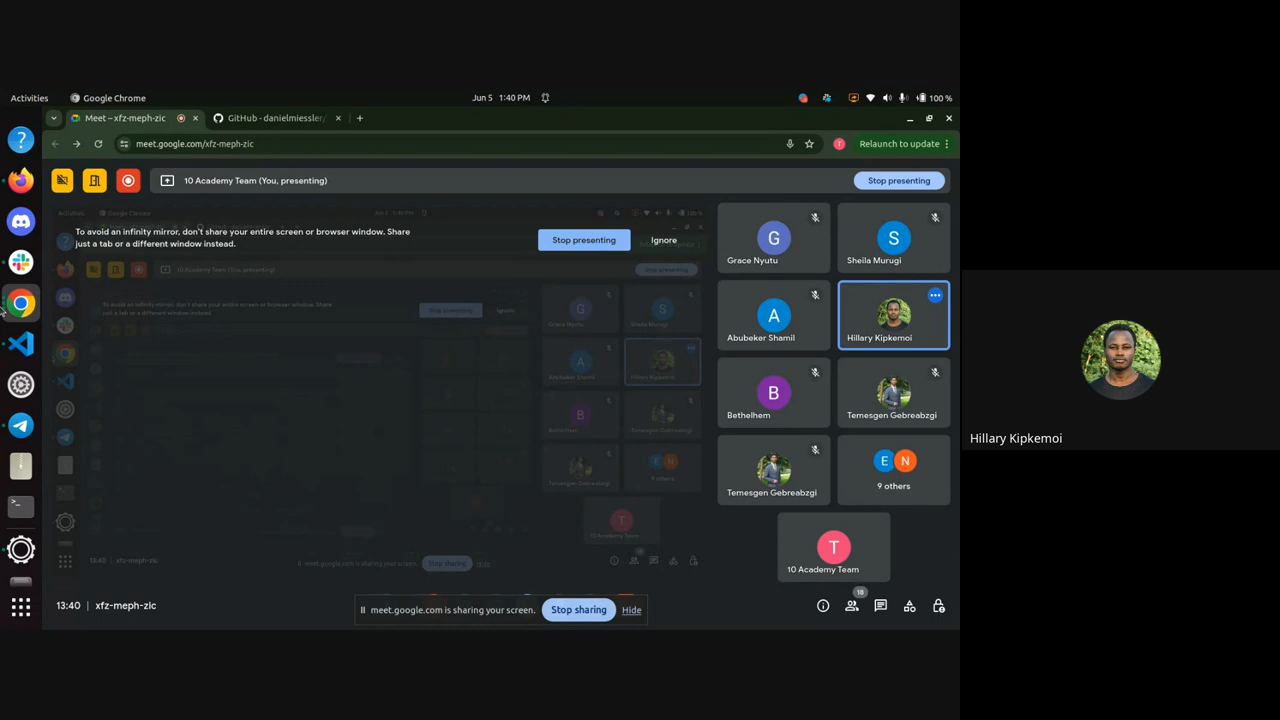 Activities
Google Chrome
Jun 5 1:40 PM
100 %
Meet – xfz-meph-zic
GitHub - danielmiessler/
meet.google.com/xfz-meph-zic
T
Relaunch to update
10 Academy Team (You, presenting)
Stop presenting
To avoid an infinity mirror, don't share your entire screen or browser window. Share
just a tab or a different window instead.
Stop presenting
Ignore
G
Grace Nyutu
S
Sheila Murugi
A
Abubeker Shamil
Hillary Kipkemoi
B
Bethelhem
Temesgen Gebreabzgi
Temesgen Gebreabzgi
E N
9 others
T
10 Academy Team
Hillary Kipkemoi
13:40 xfz-meph-zic
meet.google.com is sharing your screen.
Stop sharing
Hide
18